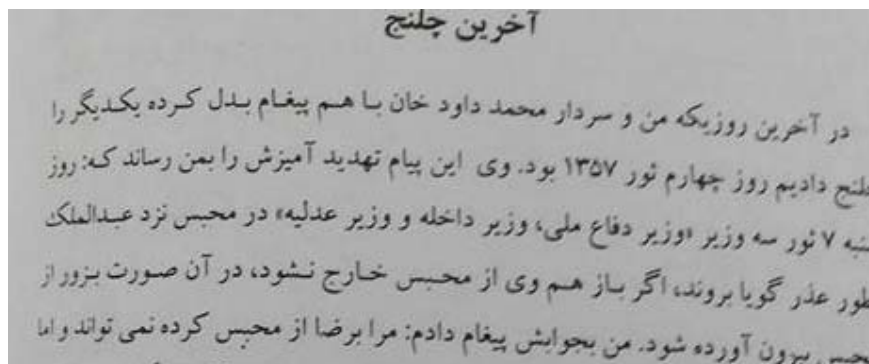 آخرین چلنج
در آخرین روزیکه من و سردار محمد داود خان با هم پیغام بدل کرده یکدیگر را
چلنج دادیم روز چهارم ثور ۱۳۵۷ بود. وی این پیام تهدید آمیزش را بمن رساند که: روز
۷ ثور سه وزیر «وزیر دفاع ملی، وزیر داخله و وزیر عدلیه» در محبس نزد عبدالملک
طور عذر گویا بروند، اگر باز هم وی از محبس خارج نشود، در آن صورت بزور از
محبس بیرون آورده شود. من بجوابش پیغام دادم: مرا برضا از محبس کرده نمی تواند و اما